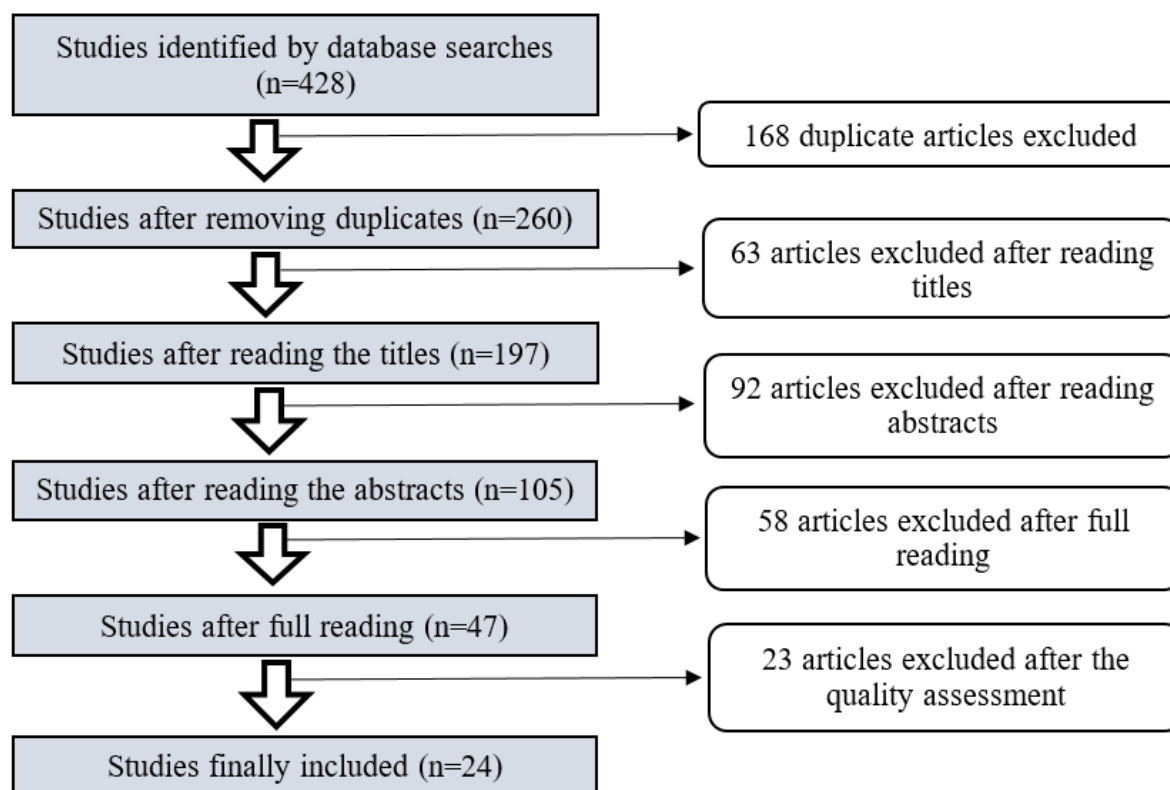 Studies identified by database searches
(n=428)
168 duplicate articles excluded
Studies after removing duplicates (n=260)
63 articles excluded after reading
titles
Studies after reading the titles (n=197)
92 articles excluded after reading
abstracts
Studies after reading the abstracts (n=105)
58 articles excluded after full
reading
Studies after full reading (n=47)
23 articles excluded after the
quality assessment
Studies finally included (n=24)